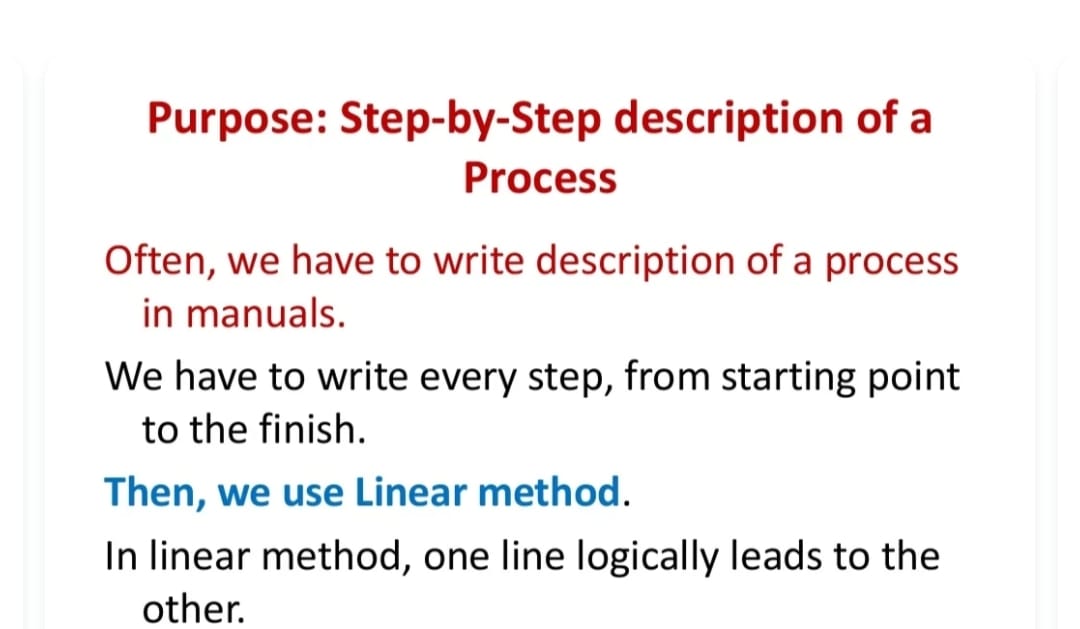 Purpose: Step-by-Step description of a
Process
Often, we have to write description of a process
in manuals.
We have to write every step, from starting point
to the finish.
Then, we use Linear method.
In linear method, one line logically leads to the
other.